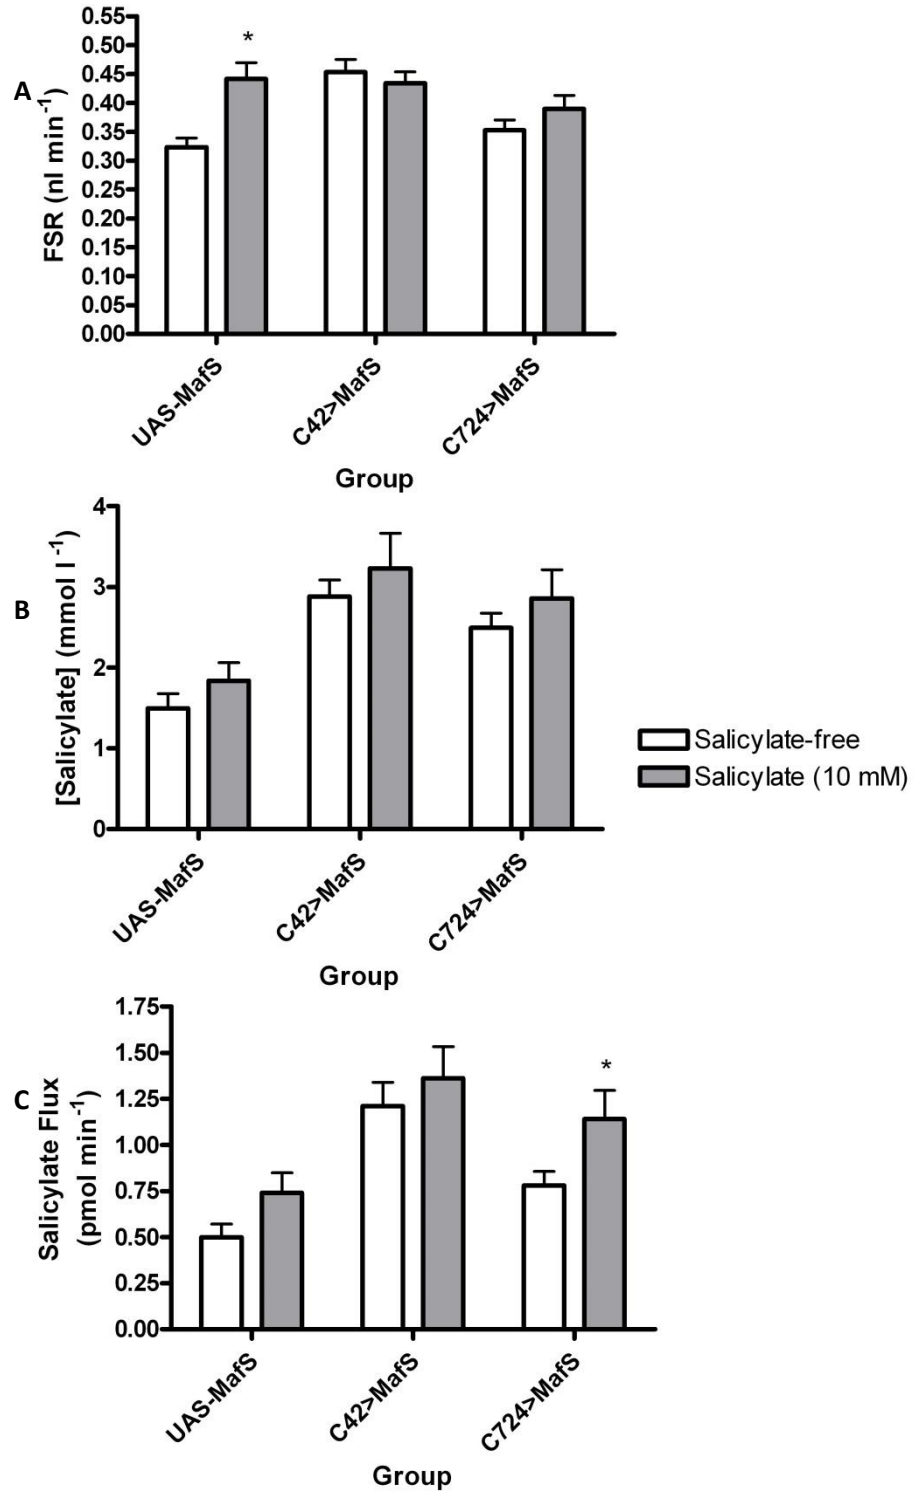 A
FSR (nl min-1)
0.55
0.50
0.45
0.40
0.35
0.30
0.25
0.20
0.15
0.10
0.05
0.00
*
UAS-MafS
C42>MafS
C724>MafS
Group
B
[Salicylate] (mmol l -1)
4
3
2
1
0
UAS-MafS
C42>MafS
C724>MafS
Group
Salicylate-free
Salicylate (10 mM)
C
Salicylate Flux
(pmol min-1)
1.75
1.50
1.25
1.00
0.75
0.50
0.25
0.00
*
UAS-MafS
C42>MafS
C724>MafS
Group